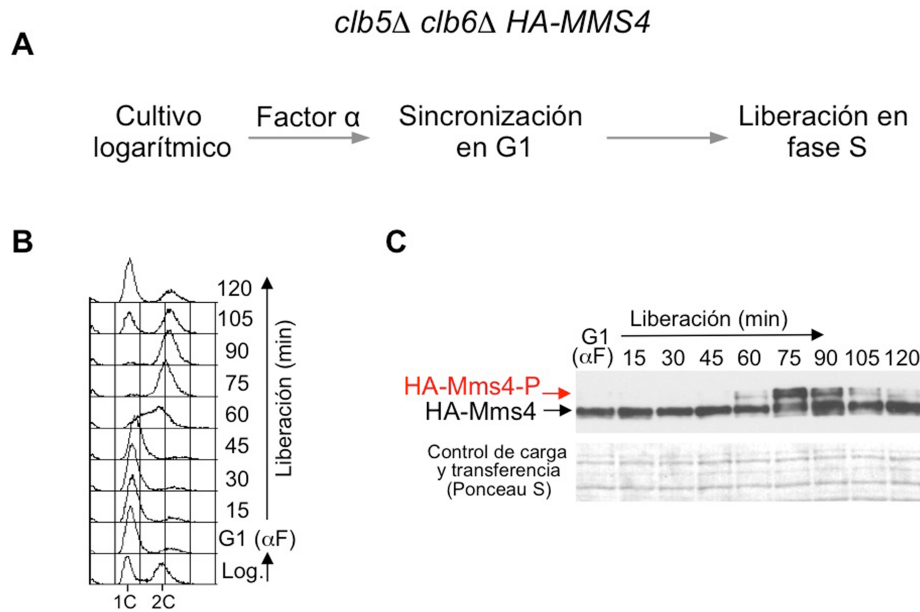 clb5Δ clb6Δ HA-MMS4
A
Cultivo
logarítmico
Factor α
Sincronización
en G1
Liberación en
fase S
B
120
105
90
75
60
45
30
15
G1 (αF)
Log.
Liberación (min)
1C 2C
C
Liberación (min)
G1
(αF) 15 30 45 60 75 90 105 120
HA-Mms4-P
HA-Mms4
Control de carga
y transferencia
(Ponceau S)